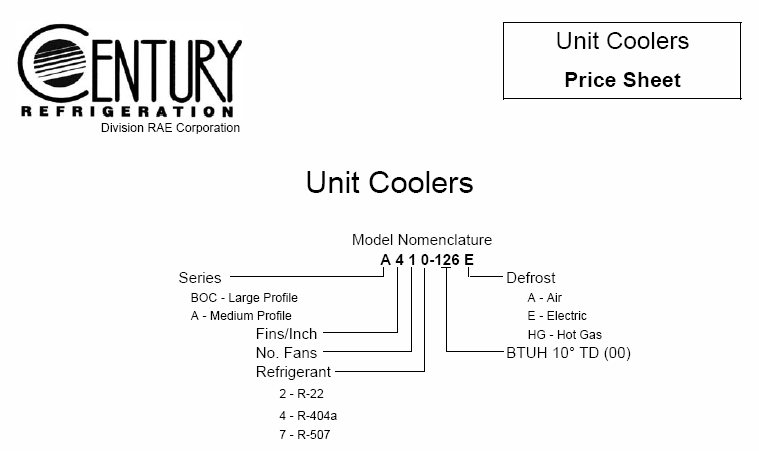 CENTURY
REFRIGERATION
Division RAE Corporation
Unit Coolers
Price Sheet
Unit Coolers
Model Nomenclature
A 4 1 0-126 E
Series
BOC - Large Profile
A - Medium Profile
Fins/Inch
No. Fans
Refrigerant
2 - R-22
4 - R-404a
7 - R-507
Defrost
A - Air
E - Electric
HG - Hot Gas
BTUH 10° TD (00)